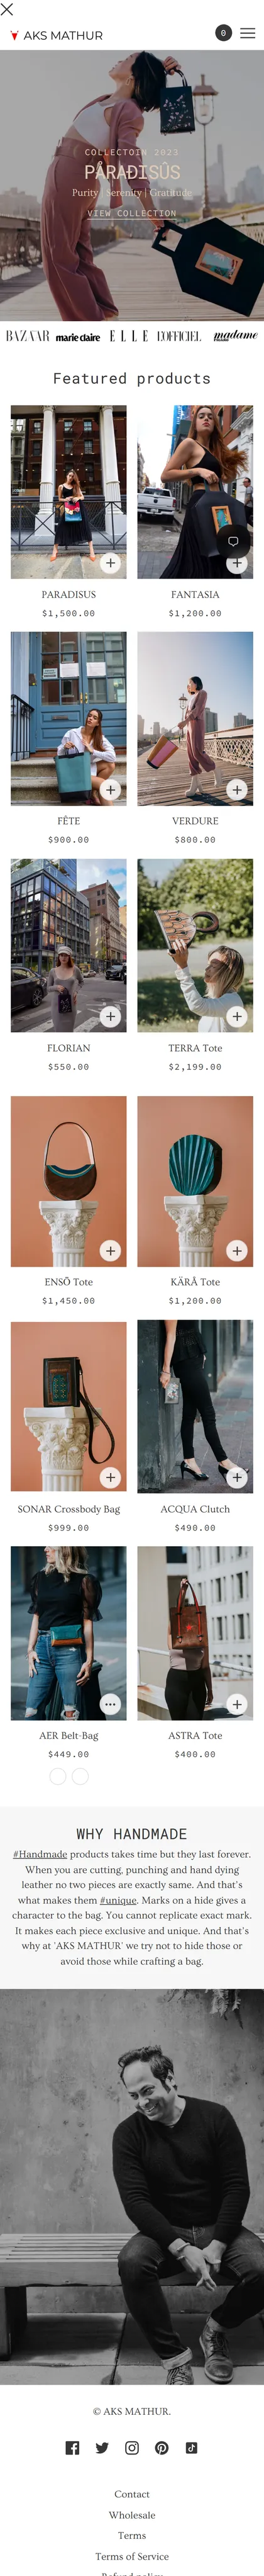 AKS MATHUR
0
COLLECTOIN 2023
PÅRAÐISÛS
Purity | Serenity | Gratitude
VIEW COLLECTION
BAZAAR marie claire ELLE L'OFFICIEL madame
Featured products
PARADISUS
$1,500.00
FANTASIA
$1,200.00
FÊTE
$900.00
VERDURE
$800.00
FLORIAN
$550.00
TERRA Tote
$2,199.00
ENSŌ Tote
$1,450.00
KÄRÅ Tote
$1,200.00
SONAR Crossbody Bag
$999.00
ACQUA Clutch
$490.00
AER Belt-Bag
$449.00
ASTRA Tote
$400.00
WHY HANDMADE
#Handmade products takes time but they last forever.
When you are cutting, punching and hand dying
leather no two pieces are exactly same. And that's
what makes them #unique. Marks on a hide gives a
character to the bag. You cannot replicate exact mark.
It makes each piece exclusive and unique. And that's
why at 'AKS MATHUR' we try not to hide those or
avoid those while crafting a bag.
© AKS MATHUR.
Contact
Wholesale
Terms
Terms of Service
Refund policy